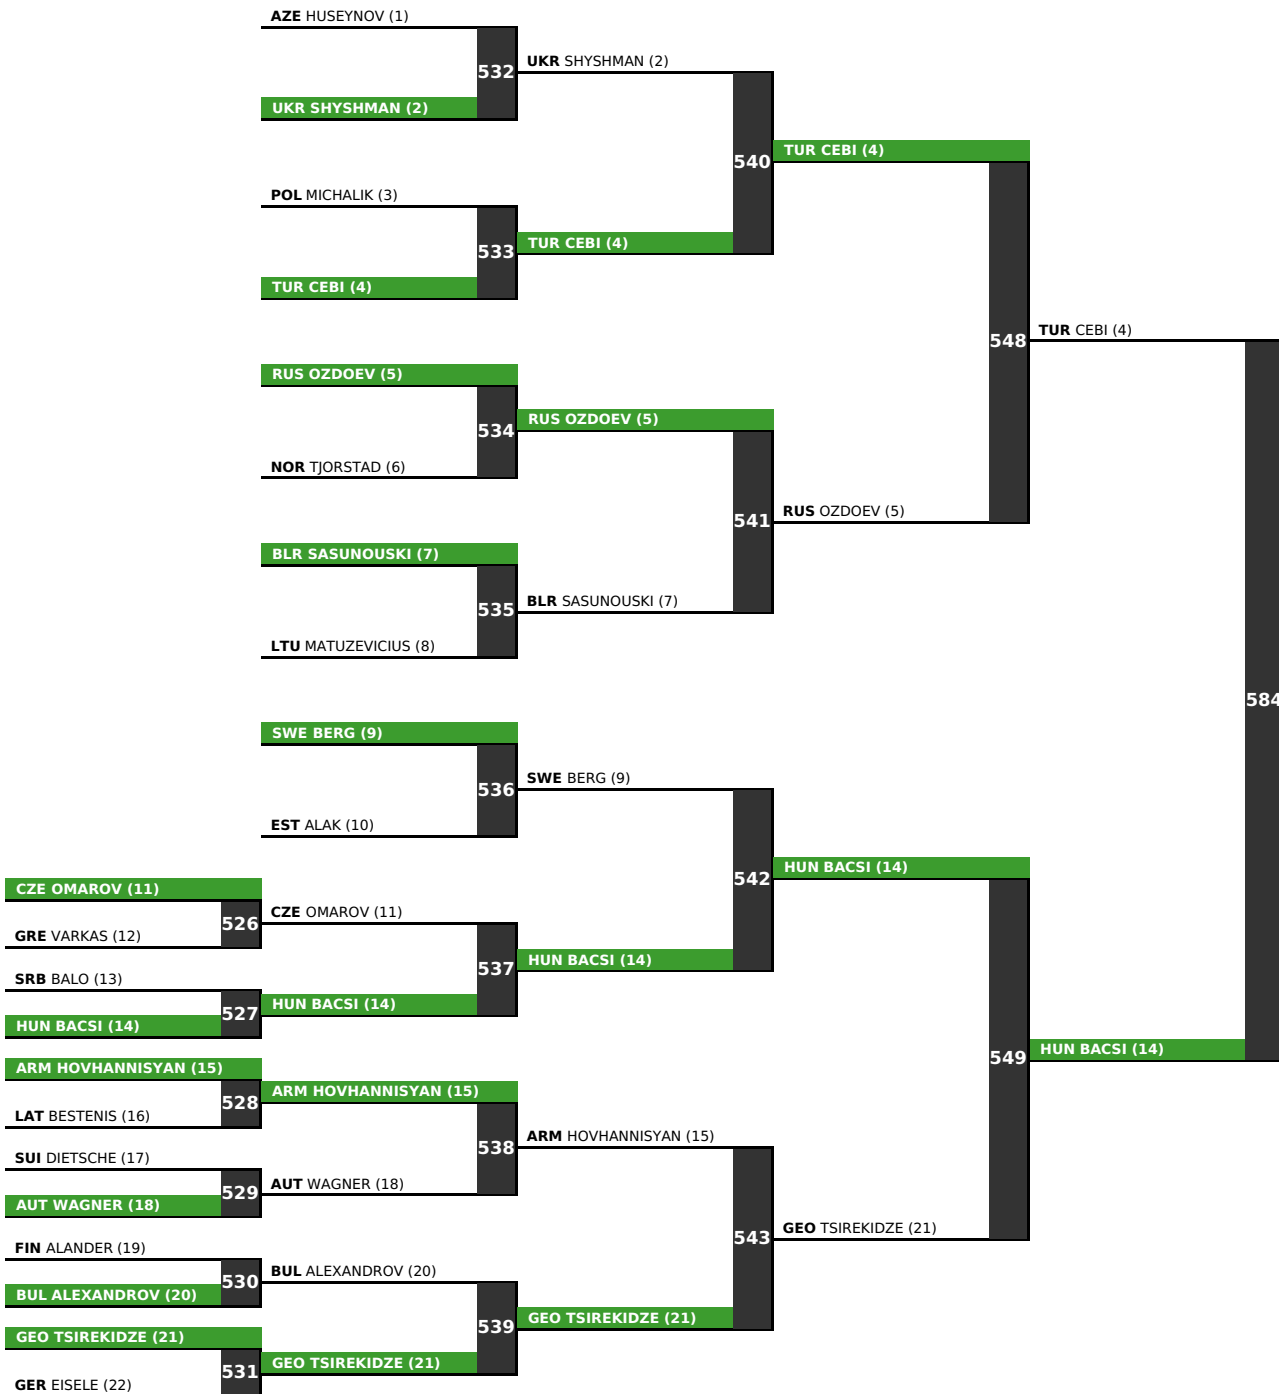 AZE HUSEYNOV (1)
532
UKR SHYSHMAN (2)
UKR SHYSHMAN (2)
540
TUR CEBI (4)
POL MICHALIK (3)
533
TUR CEBI (4)
TUR CEBI (4)
548
TUR CEBI (4)
RUS OZDOEV (5)
534
RUS OZDOEV (5)
NOR TJORSTAD (6)
541
RUS OZDOEV (5)
BLR SASUNOUSKI (7)
535
BLR SASUNOUSKI (7)
LTU MATUZEVICIUS (8)
584
SWE BERG (9)
536
SWE BERG (9)
EST ALAK (10)
542
HUN BACSI (14)
CZE OMAROV (11)
526
CZE OMAROV (11)
GRE VARKAS (12)
537
HUN BACSI (14)
SRB BALO (13)
527
HUN BACSI (14)
HUN BACSI (14)
549
HUN BACSI (14)
ARM HOVHANNISYAN (15)
528
ARM HOVHANNISYAN (15)
LAT BESTENIS (16)
538
ARM HOVHANNISYAN (15)
SUI DIETSCHE (17)
529
AUT WAGNER (18)
AUT WAGNER (18)
543
GEO TSIREKIDZE (21)
FIN ALANDER (19)
530
BUL ALEXANDROV (20)
BUL ALEXANDROV (20)
539
GEO TSIREKIDZE (21)
GEO TSIREKIDZE (21)
531
GEO TSIREKIDZE (21)
GER EISELE (22)